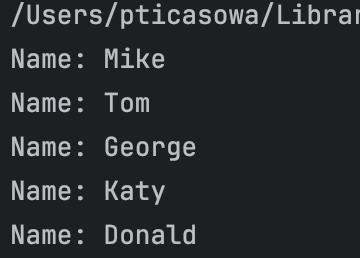 /Users/pticasowa/Librar
Name: Mike
Name: Tom
Name: George
Name: Katy
Name: Donald